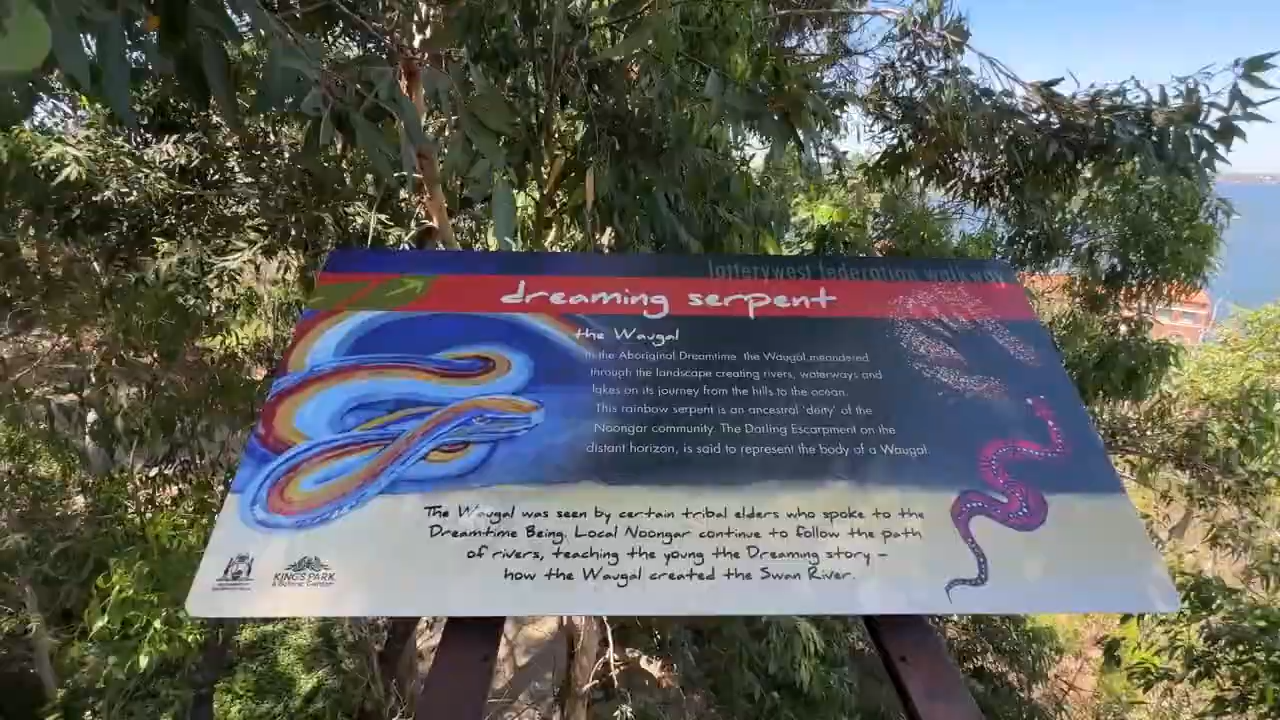 lotterywest federation walkway
dreaming serpent
the Waugal
In the Aboriginal Dreamtime, the Waugal meandered
through the landscape creating rivers, waterways and
lakes on its journey from the hills to the ocean.
This rainbow serpent is an ancestral 'deity' of the
Noongar community. The Darling Escarpment on the
distant horizon, is said to represent the body of a Waugal.
The Waugal was seen by certain tribal elders who spoke to the
Dreamtime Being. Local Noongar continue to follow the path
of rivers, teaching the young the Dreaming story –
how the Waugal created the Swan River.
KINGS PARK
& Botanic Garden